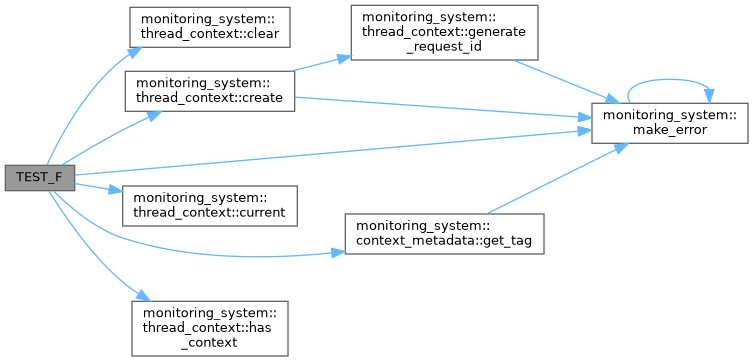 monitoring_system::
thread_context::clear
monitoring_system::
thread_context::generate
_request_id
monitoring_system::
thread_context::create
monitoring_system::
make_error
TEST_F
monitoring_system::
thread_context::current
monitoring_system::
context_metadata::get_tag
monitoring_system::
thread_context::has
_context